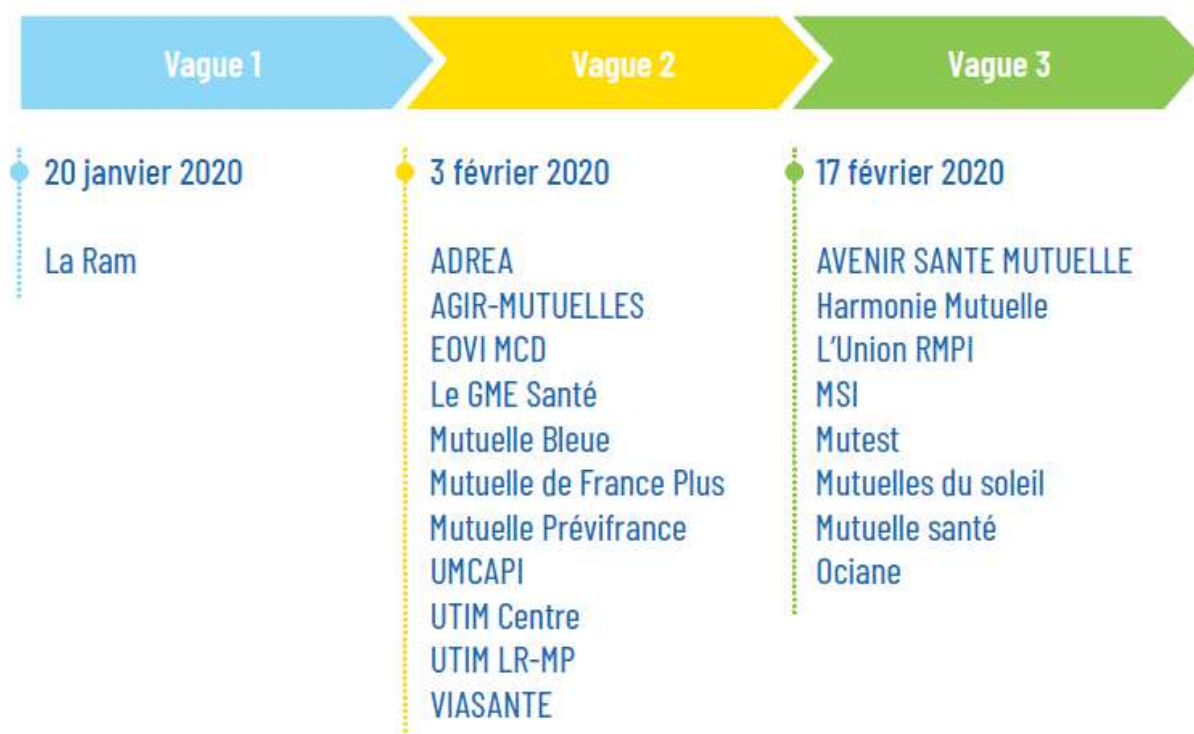 Vague 1
Vague 2
Vague 3
20 janvier 2020
La Ram
3 février 2020
ADREA
AGIR-MUTUELLES
EOVI MCD
Le GME Santé
Mutuelle Bleue
Mutuelle de France Plus
Mutuelle Prévifrance
UMCAPI
UTIM Centre
UTIM LR-MP
VIASANTE
17 février 2020
AVENIR SANTE MUTUELLE
Harmonie Mutuelle
L'Union RMPI
MSI
Mutest
Mutuelles du soleil
Mutuelle santé
Ociane